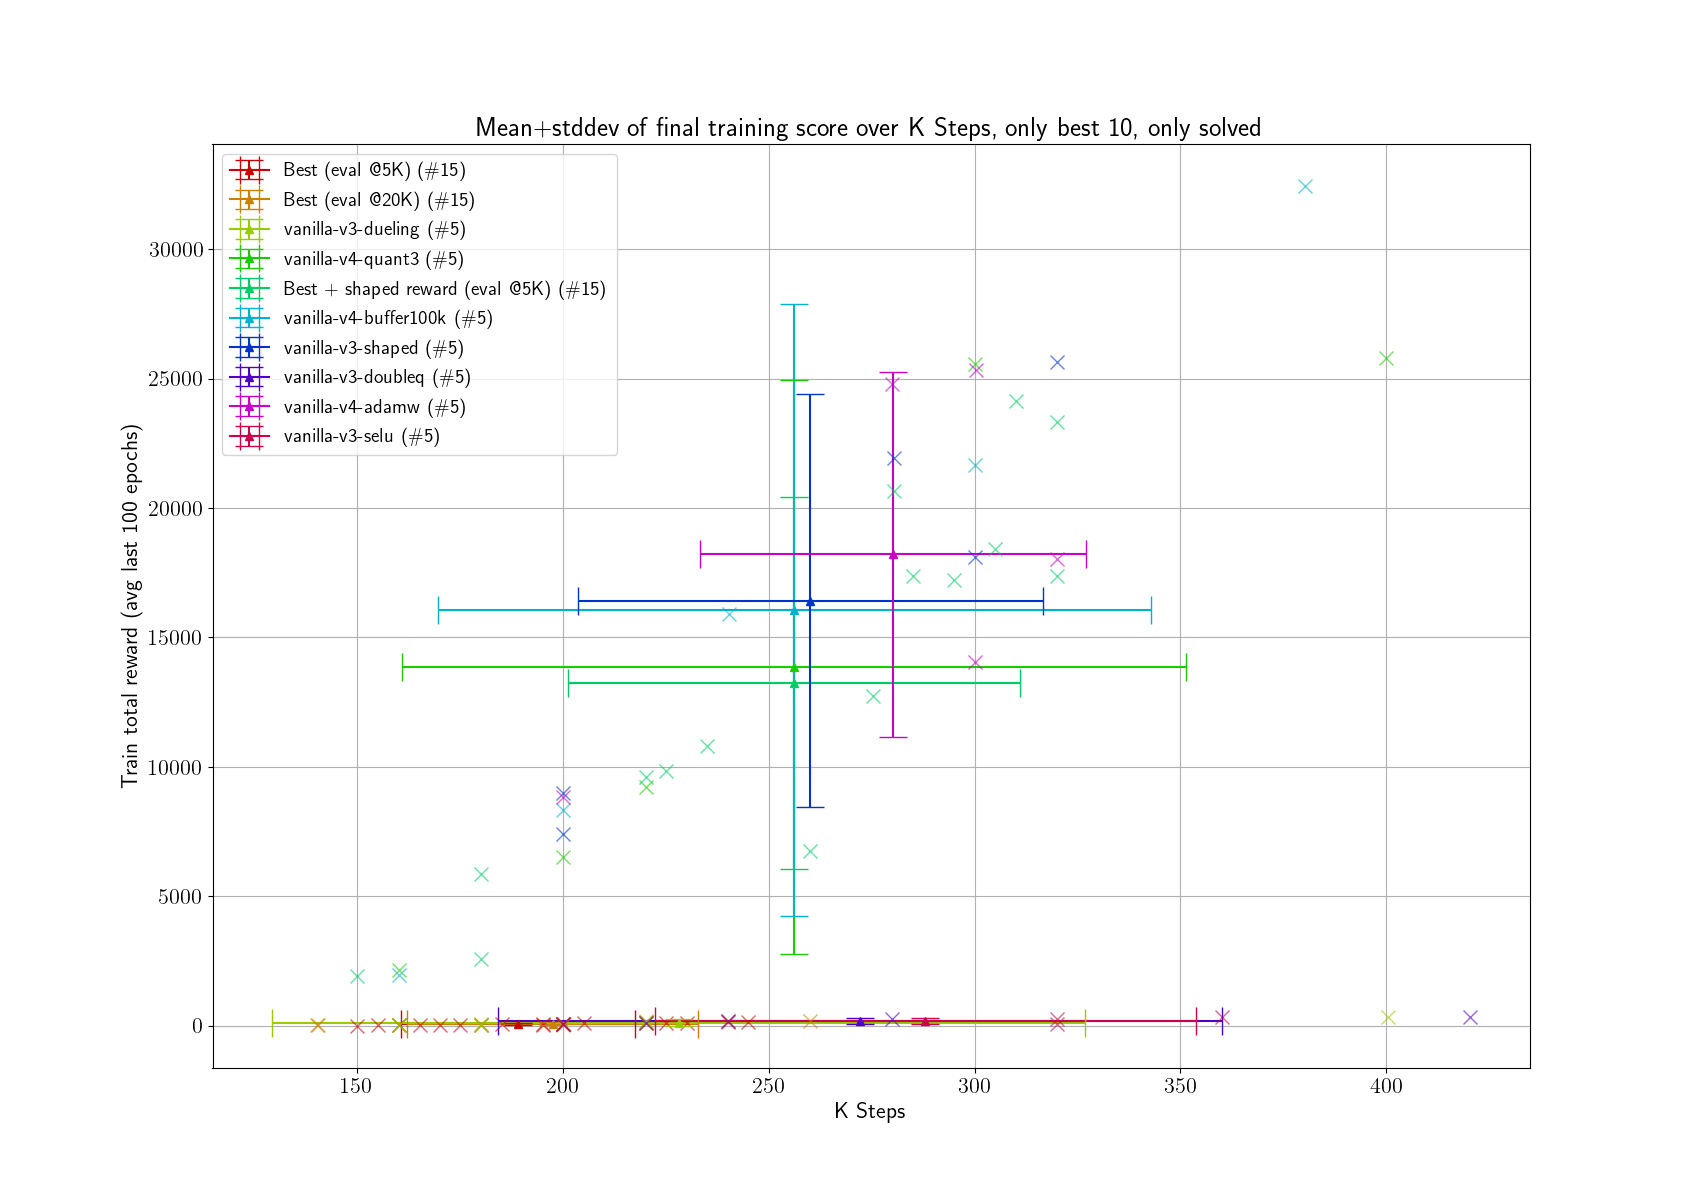 Mean+stddev of final training score over K Steps, only best 10, only solved
Best (eval @5K) (#15)
Best (eval @20K) (#15)
vanilla-v3-dueling (#5)
vanilla-v4-quant3 (#5)
Best + shaped reward (eval @5K) (#15)
vanilla-v4-buffer100k (#5)
vanilla-v3-shaped (#5)
vanilla-v3-doubleq (#5)
vanilla-v4-adamw (#5)
vanilla-v3-selu (#5)
Train total reward (avg last 100 epochs)
30000
25000
20000
15000
10000
5000
0
150 200 250 300 350 400
K Steps